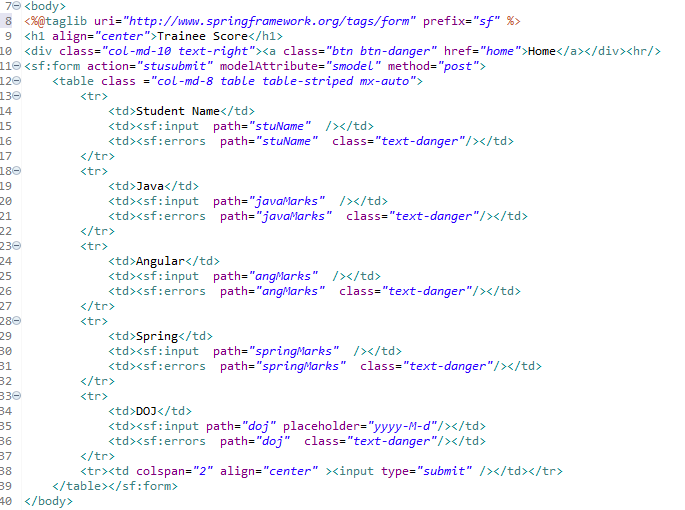 7 <body>
8 <%@taglib uri="http://www.springframework.org/tags/form" prefix="sf" %>
9 <h1 align="center">Trainee Score</h1>
10 <div class="col-md-10 text-right"><a class="btn btn-danger" href="home">Home</a></div><hr/>
11 <sf:form action="stusubmit" modelAttribute="smodel" method="post">
12     <table class ="col-md-8 table table-striped mx-auto">
13         <tr>
14             <td>Student Name</td>
15             <td><sf:input  path="stuName"  /></td>
16             <td><sf:errors  path="stuName"  class="text-danger"/></td>
17         </tr>
18         <tr>
19             <td>Java</td>
20             <td><sf:input  path="javaMarks"  /></td>
21             <td><sf:errors  path="javaMarks"  class="text-danger"/></td>
22         </tr>
23         <tr>
24             <td>Angular</td>
25             <td><sf:input  path="angMarks"  /></td>
26             <td><sf:errors  path="angMarks"  class="text-danger"/></td>
27         </tr>
28         <tr>
29             <td>Spring</td>
30             <td><sf:input  path="springMarks"  /></td>
31             <td><sf:errors  path="springMarks"  class="text-danger"/></td>
32         </tr>
33         <tr>
34             <td>DOJ</td>
35             <td><sf:input path="doj" placeholder="yyyy-M-d"/></td>
36             <td><sf:errors  path="doj"  class="text-danger"/></td>
37         </tr>
38         <tr><td colspan="2" align="center" ><input type="submit" /></td></tr>
39     </table></sf:form>
40 </body>